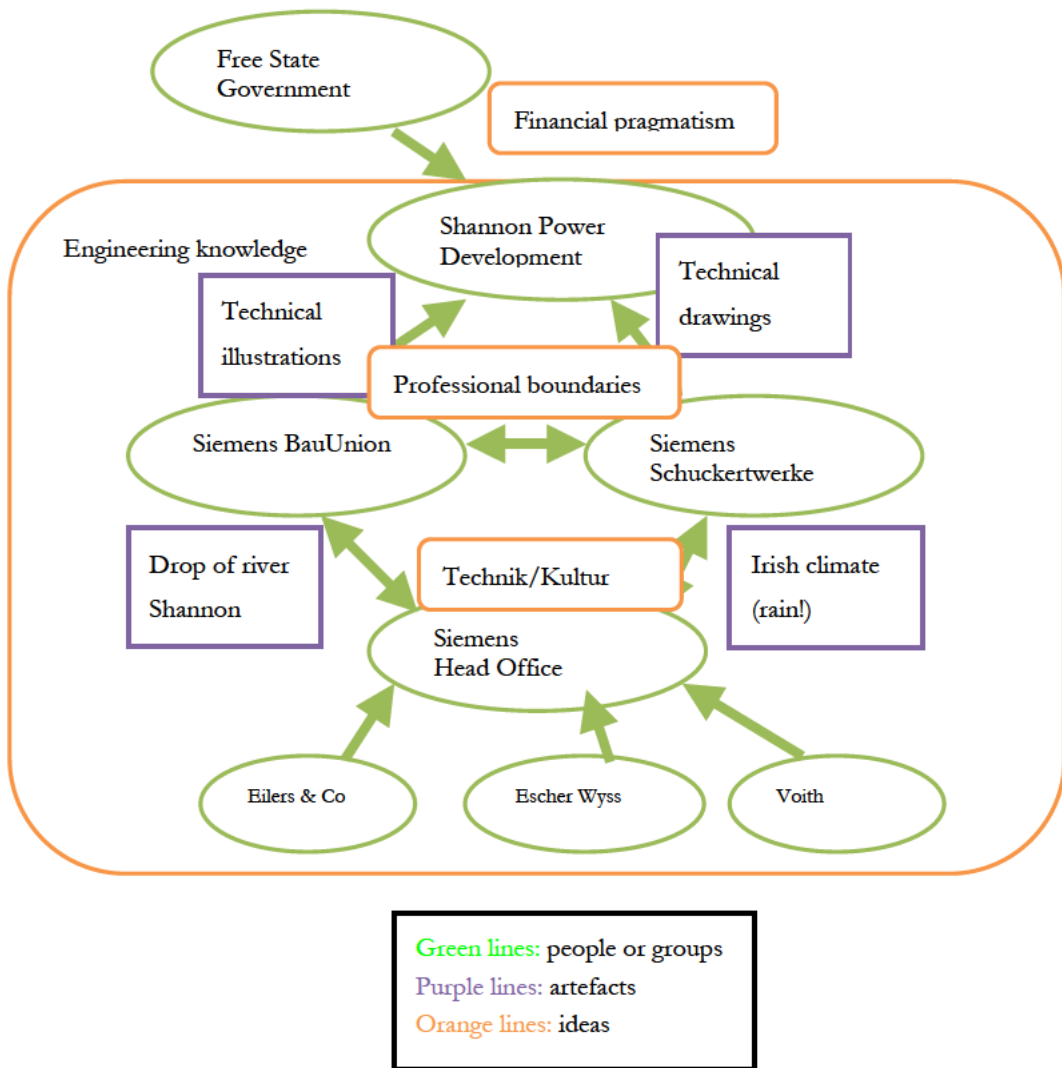 Free State
Government
Financial pragmatism
Shannon Power
Development
Engineering knowledge
Technical
illustrations
Technical
drawings
Professional boundaries
Siemens BauUnion
Siemens
Schuckertwerke
Drop of river
Shannon
Technik/Kultur
Irish climate
(rain!)
Siemens
Head Office
Eilers & Co
Escher Wyss
Voith
Green lines: people or groups
Purple lines: artefacts
Orange lines: ideas